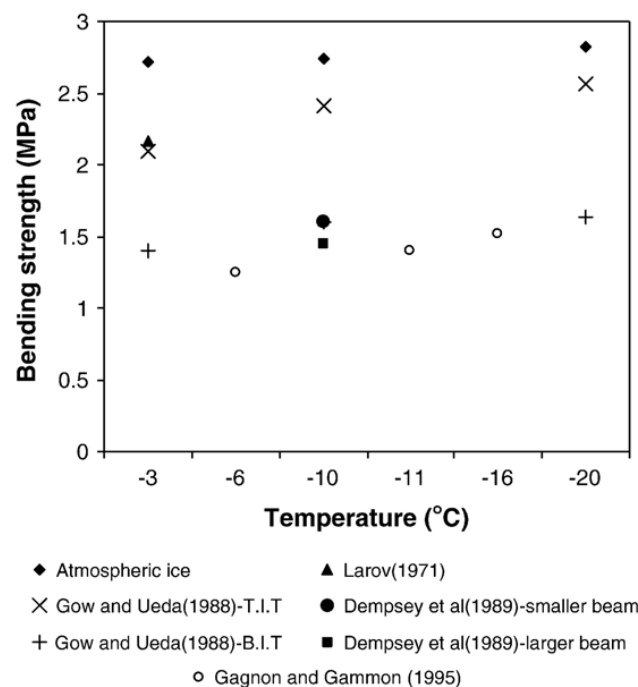 Bending strength (MPa)
3
2.5
2
1.5
1
0.5
0
-3 -6 -10 -11 -16 -20
Temperature (°C)
Atmospheric ice
Larov(1971)
Gow and Ueda(1988)-T.I.T
Dempsey et al(1989)-smaller beam
Gow and Ueda(1988)-B.I.T
Dempsey et al(1989)-larger beam
Gagnon and Gammon (1995)